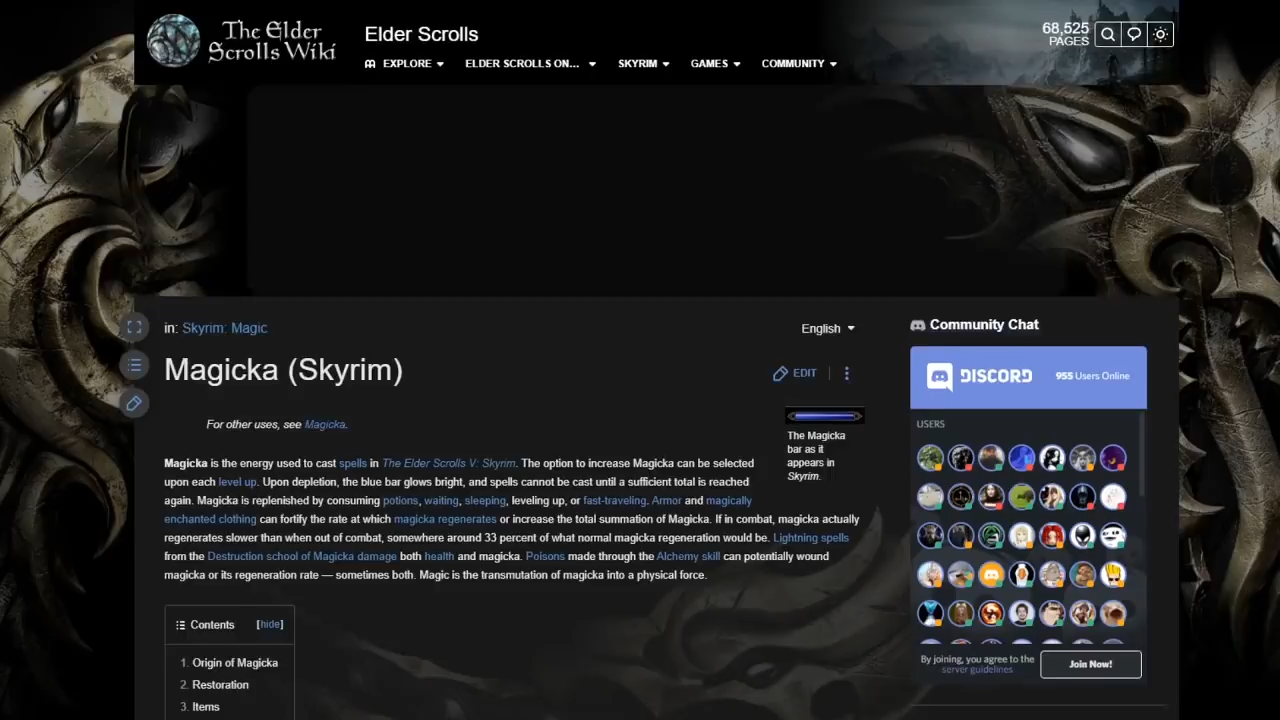 The Elder
Scrolls Wiki
Elder Scrolls
68,525
PAGES
EXPLORE
ELDER SCROLLS ON...
SKYRIM
GAMES
COMMUNITY
in: Skyrim: Magic
English
Magicka (Skyrim)
EDIT
For other uses, see Magicka.
The Magicka
bar as it
appears in
Skyrim.
Magicka is the energy used to cast spells in The Elder Scrolls V: Skyrim. The option to increase Magicka can be selected
upon each level up. Upon depletion, the blue bar glows bright, and spells cannot be cast until a sufficient total is reached
again. Magicka is replenished by consuming potions, waiting, sleeping, leveling up, or fast-traveling. Armor and magically
enchanted clothing can fortify the rate at which magicka regenerates or increase the total summation of Magicka. If in combat, magicka actually
regenerates slower than when out of combat, somewhere around 33 percent of what normal magicka regeneration would be. Lightning spells
from the Destruction school of Magicka damage both health and magicka. Poisons made through the Alchemy skill can potentially wound
magicka or its regeneration rate — sometimes both. Magic is the transmutation of magicka into a physical force.
Contents [hide]
1. Origin of Magicka
2. Restoration
3. Items
Community Chat
DISCORD
955 Users Online
USERS
By joining, you agree to the
server guidelines
Join Now!